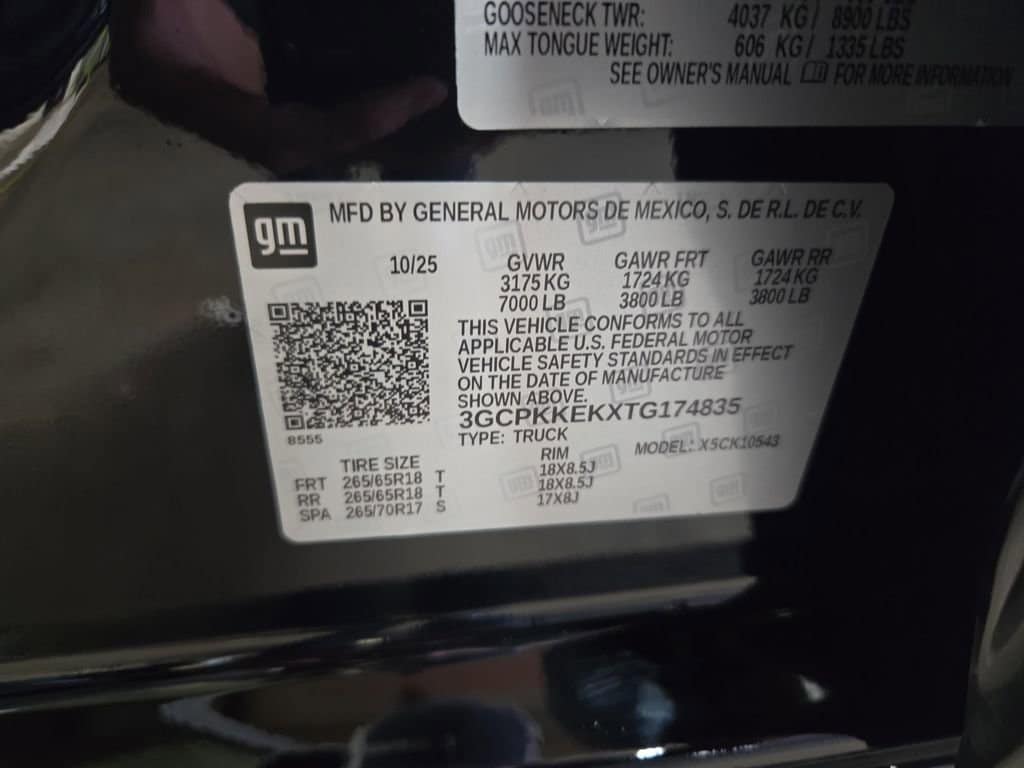 GOOSENECK TWR: 4037 KG/ 8900 LBS
MAX TONGUE WEIGHT: 606 KG/ 1335 LBS
SEE OWNER'S MANUAL FOR MORE INFORMATION
gm MFD BY GENERAL MOTORS DE MEXICO, S. DE R.L. DE C.V.
10/25 GVWR GAWR FRT GAWR RR
3175 KG 1724 KG 1724 KG
7000 LB 3800 LB 3800 LB
THIS VEHICLE CONFORMS TO ALL
APPLICABLE U.S. FEDERAL MOTOR
VEHICLE SAFETY STANDARDS IN EFFECT
ON THE DATE OF MANUFACTURE
SHOWN ABOVE.
3GCPKKEKXTG174835
8555
TYPE: TRUCK MODEL: X5CK10543
TIRE SIZE RIM
FRT 265/65R18 T 18X8.5J
RR 265/65R18 T 18X8.5J
SPA 265/70R17 S 17X8J